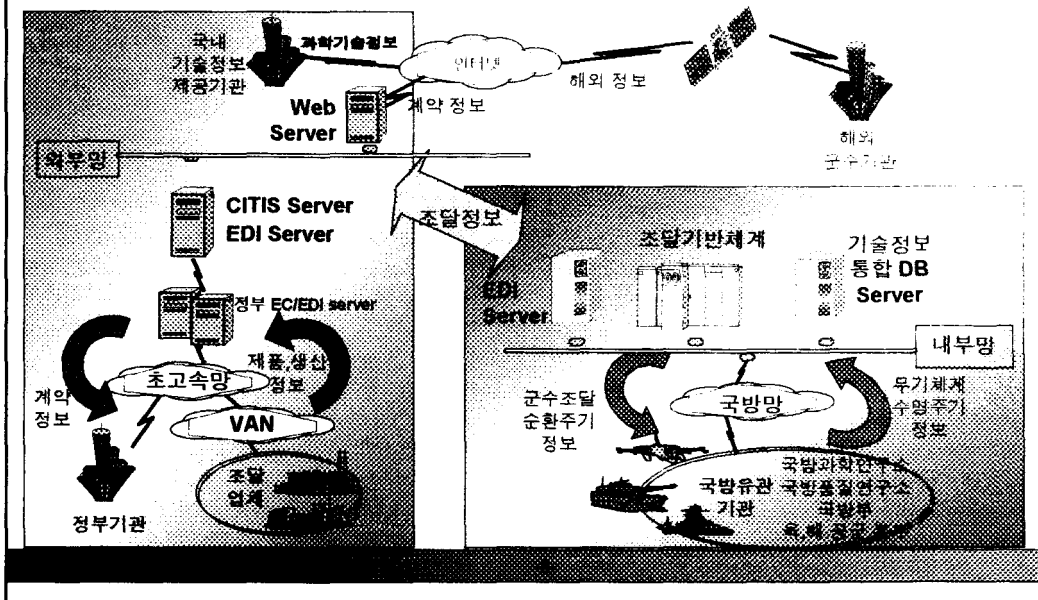 국내
기술정보
제공기관
과학기술정보
인터넷
해외 정보
Web
Server
계약 정보
해외
군수기관
외부망
CITIS Server
EDI Server
조달정보
정부 EC/EDI server
제품,생산
정보
초고속망
계약
정보
VAN
조달
업체
정부기관
EDI
Server
조달기반체계
기술정보
통합 DB
Server
내부망
군수조달
순환주기
정보
국방망
무기체계
수명주기
정보
국방유관
기관
국방과학연구소
국방품질연구소
국방부
육,해,공군